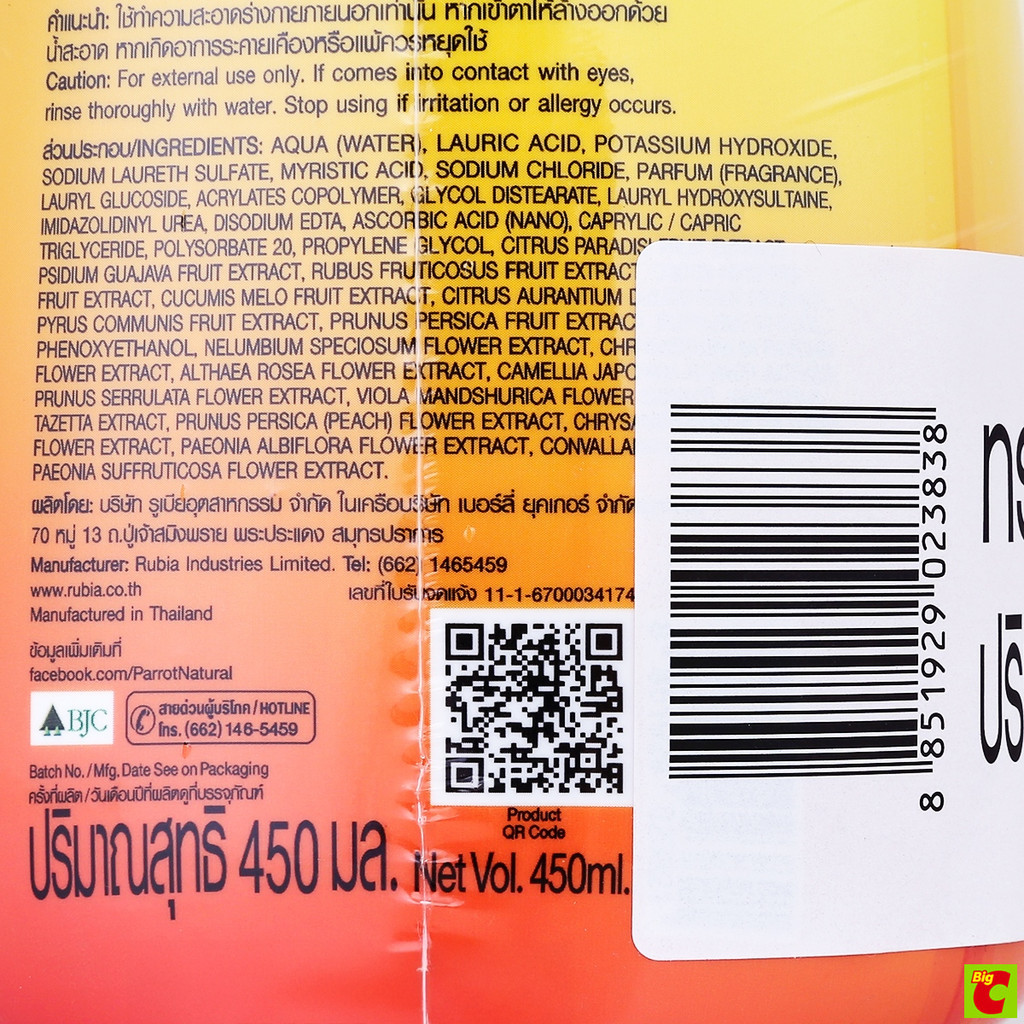 คำแนะนำ: ใช้ทำความสะอาดร่างกายภายนอกเท่านั้น หากเข้าตาให้ล้างออกด้วย
น้ำสะอาด หากเกิดอาการระคายเคืองหรือแพ้ควรหยุดใช้
Caution: For external use only. If comes into contact with eyes,
rinse thoroughly with water. Stop using if irritation or allergy occurs.
ส่วนประกอบ/INGREDIENTS: AQUA (WATER), LAURIC ACID, POTASSIUM HYDROXIDE,
SODIUM LAURETH SULFATE, MYRISTIC ACID, SODIUM CHLORIDE, PARFUM (FRAGRANCE),
LAURYL GLUCOSIDE, ACRYLATES COPOLYMER, GLYCOL DISTEARATE, LAURYL HYDROXYSULTAINE,
IMIDAZOLIDINYL UREA, DISODIUM EDTA, ASCORBIC ACID (NANO), CAPRYLIC / CAPRIC
TRIGLYCERIDE, POLYSORBATE 20, PROPYLENE GLYCOL, CITRUS PARADISI FRUIT EXTRACT
PSIDIUM GUAJAVA FRUIT EXTRACT, RUBUS FRUTICOSUS FRUIT EXTRACT
FRUIT EXTRACT, CUCUMIS MELO FRUIT EXTRACT, CITRUS AURANTIUM
PYRUS COMMUNIS FRUIT EXTRACT, PRUNUS PERSICA FRUIT EXTRAC
PHENOXYETHANOL, NELUMBIUM SPECIOSUM FLOWER EXTRACT, CHR
FLOWER EXTRACT, ALTHAEA ROSEA FLOWER EXTRACT, CAMELLIA JAPO
PRUNUS SERRULATA FLOWER EXTRACT, VIOLA MANDSHURICA FLOWER
TAZETTA EXTRACT, PRUNUS PERSICA (PEACH) FLOWER EXTRACT, CHRYSA
FLOWER EXTRACT, PAEONIA ALBIFLORA FLOWER EXTRACT, CONVALLA
PAEONIA SUFFRUTICOSA FLOWER EXTRACT.
ผลิตโดย: บริษัท รูเบียอุตสาหกรรม จำกัด ในเครือบริษัท เบอร์ลี่ ยุคเกอร์ จำกัด
70 หมู่ 13 ถ.ปู่เจ้าสมิงพราย พระประแดง สมุทรปราการ
Manufacturer: Rubia Industries Limited. Tel: (662) 1465459
www.rubia.co.th เลขที่ใบรับจดแจ้ง 11-1-6700034174
Manufactured in Thailand
ข้อมูลเพิ่มเติมที่
facebook.com/ParrotNatural
BJC สายด่วนผู้บริโภค / HOTLINE
โทร. (662) 146-5459
Batch No. / Mfg. Date See on Packaging
ครั้งที่ผลิต / วันเดือนปีที่ผลิตดูที่บรรจุภัณฑ์
Product
QR Code
ปริมาณสุทธิ 450 มล. Net Vol. 450ml.
8 851929 023838
Big C